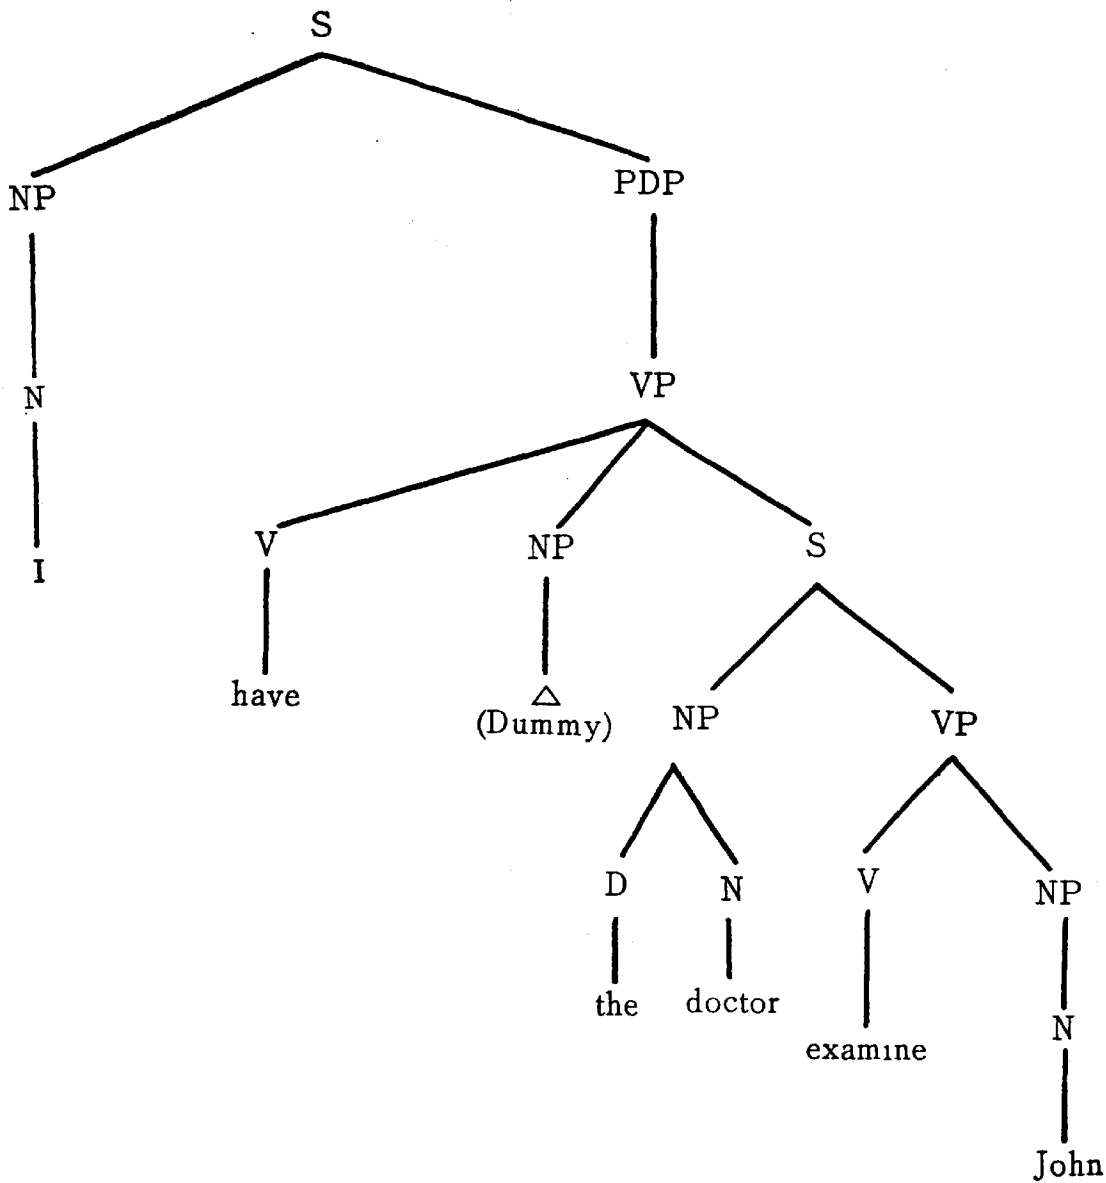 S
NP PDP
N VP
I V NP S
have △ (Dummy) NP VP
D N V NP
the doctor examine N
John